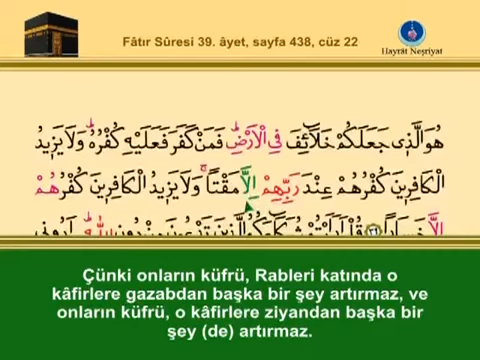 Fâtır Sûresi 39. âyet, sayfa 438, cüz 22
Hayrât Neşriyat
هُوَ الَّذ۪ي جَعَلَكُمْ خَلَٓائِفَ فِي الْاَرْضِۜ فَمَنْ كَفَرَ فَعَلَيْهِ كُفْرُهُۜ وَلَا يَز۪يدُ
الْكَافِر۪ينَ كُفْرُهُمْ عِنْدَ رَبِّهِمْ اِلَّا مَقْتًاۚ وَلَا يَز۪يدُ الْكَافِر۪ينَ كُفْرُهُمْ
اِلَّا خَسَارًا
Çünki onların küfrü, Rableri katında o
kâfirlere gazabdan başka bir şey artırmaz, ve
onların küfrü, o kâfirlere ziyandan başka bir
şey (de) artırmaz.